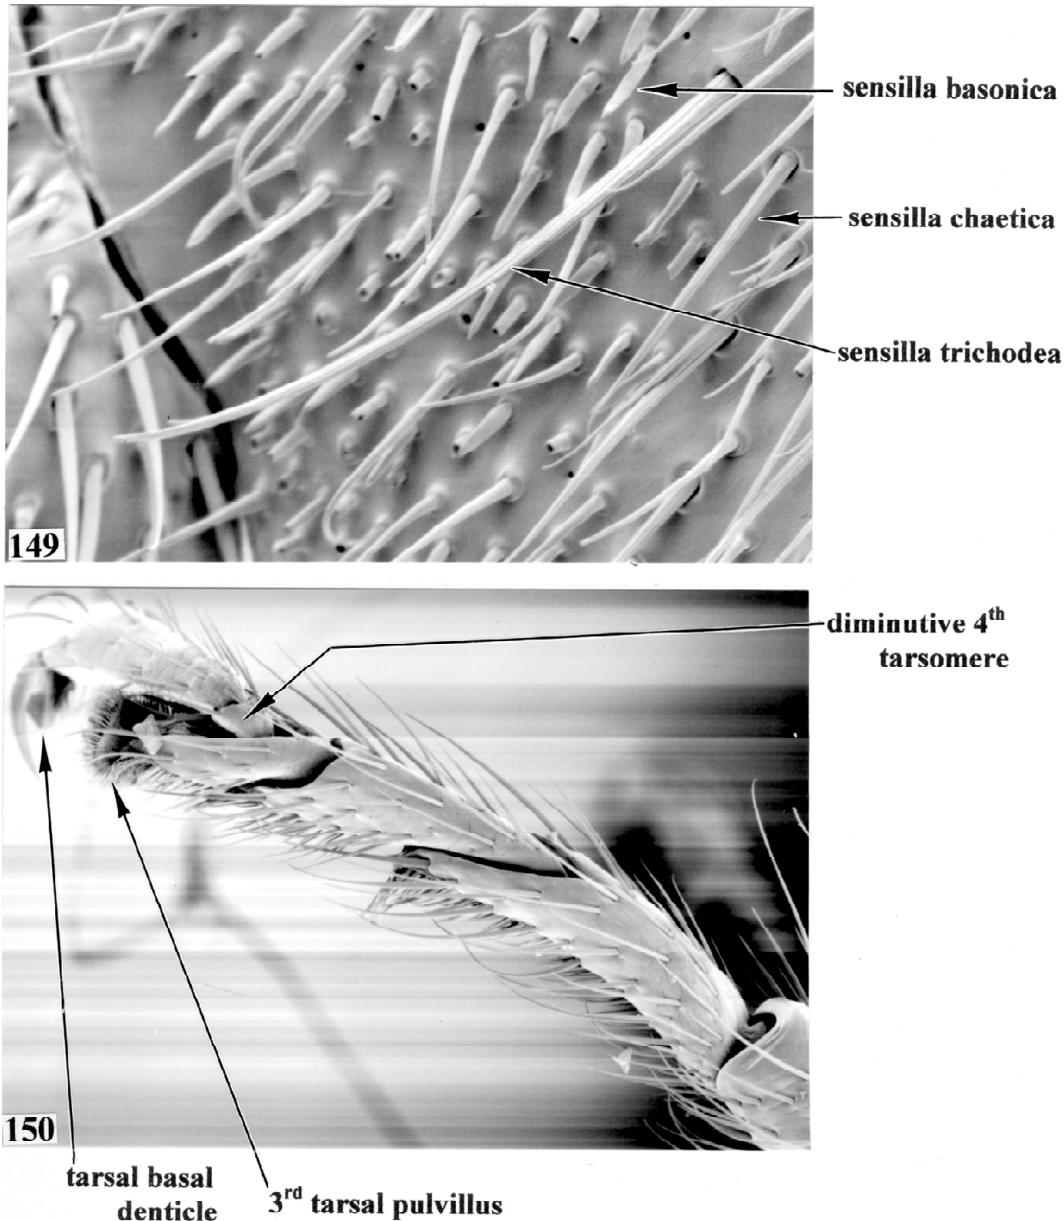 sensilla basonica
sensilla chaetica
sensilla trichodea
149
diminutive 4th
tarsomere
150
tarsal basal
denticle
3rd tarsal pulvillus